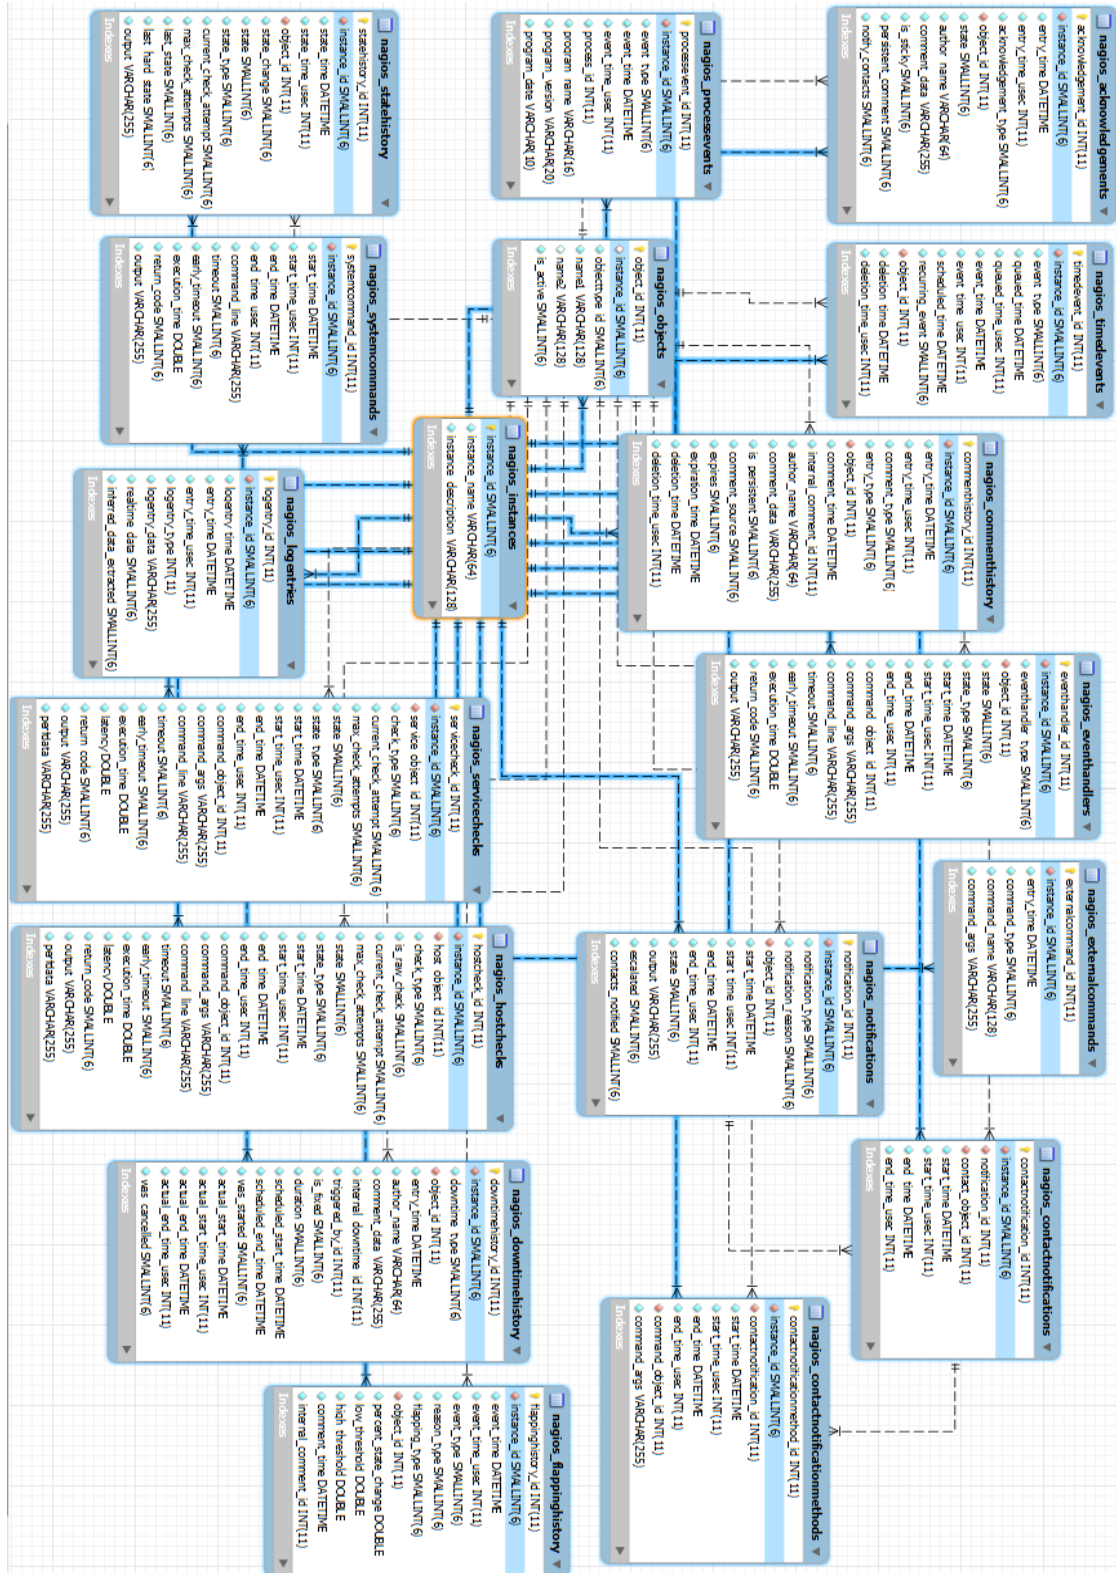 nagios_acknowledgements
acknowledgement_id INT(11)
instance_id SMALLINT(6)
entry_time DATETIME
entry_time_usec INT(11)
acknowledgement_type SMALLINT(6)
object_id INT(11)
state SMALLINT(6)
author_name VARCHAR(64)
comment_data VARCHAR(255)
is_sticky SMALLINT(6)
persistent_comment SMALLINT(6)
notify_contacts SMALLINT(6)
Indexes
nagios_timedevents
timedevent_id INT(11)
instance_id SMALLINT(6)
event_type SMALLINT(6)
queued_time DATETIME
queued_time_usec INT(11)
event_time DATETIME
event_time_usec INT(11)
scheduled_time DATETIME
recurring_event SMALLINT(6)
object_id INT(11)
deletion_time DATETIME
deletion_time_usec INT(11)
Indexes
nagios_commenthistory
commenthistory_id INT(11)
instance_id SMALLINT(6)
entry_time DATETIME
entry_time_usec INT(11)
comment_type SMALLINT(6)
entry_type SMALLINT(6)
object_id INT(11)
comment_time DATETIME
internal_comment_id INT(11)
author_name VARCHAR(64)
comment_data VARCHAR(255)
is_persistent SMALLINT(6)
comment_source SMALLINT(6)
expires SMALLINT(6)
expiration_time DATETIME
deletion_time DATETIME
deletion_time_usec INT(11)
Indexes
nagios_eventhandlers
eventhandler_id INT(11)
instance_id SMALLINT(6)
eventhandler_type SMALLINT(6)
object_id INT(11)
state SMALLINT(6)
state_type SMALLINT(6)
start_time DATETIME
start_time_usec INT(11)
end_time DATETIME
end_time_usec INT(11)
command_object_id INT(11)
command_args VARCHAR(255)
command_line VARCHAR(255)
timeout SMALLINT(6)
early_timeout SMALLINT(6)
execution_time DOUBLE
return_code SMALLINT(6)
output VARCHAR(255)
Indexes
nagios_externalcommands
externalcommand_id INT(11)
instance_id SMALLINT(6)
entry_time DATETIME
command_type SMALLINT(6)
command_name VARCHAR(128)
command_args VARCHAR(255)
Indexes
nagios_contactnotifications
contactnotification_id INT(11)
instance_id SMALLINT(6)
notification_id INT(11)
contact_object_id INT(11)
start_time DATETIME
start_time_usec INT(11)
end_time DATETIME
end_time_usec INT(11)
Indexes
nagios_processevents
processevent_id INT(11)
instance_id SMALLINT(6)
event_type SMALLINT(6)
event_time DATETIME
event_time_usec INT(11)
process_id INT(11)
program_name VARCHAR(16)
program_version VARCHAR(20)
program_date VARCHAR(10)
Indexes
nagios_objects
object_id INT(11)
instance_id SMALLINT(6)
objecttype_id SMALLINT(6)
name1 VARCHAR(128)
name2 VARCHAR(128)
is_active SMALLINT(6)
Indexes
nagios_instances
instance_id SMALLINT(6)
instance_name VARCHAR(64)
instance_description VARCHAR(128)
Indexes
nagios_notifications
notification_id INT(11)
instance_id SMALLINT(6)
notification_type SMALLINT(6)
notification_reason SMALLINT(6)
object_id INT(11)
start_time DATETIME
start_time_usec INT(11)
end_time DATETIME
end_time_usec INT(11)
state SMALLINT(6)
output VARCHAR(255)
escalated SMALLINT(6)
contacts_notified SMALLINT(6)
Indexes
nagios_contactnotificationmethods
contactnotificationmethod_id INT(11)
instance_id SMALLINT(6)
contactnotification_id INT(11)
start_time DATETIME
start_time_usec INT(11)
end_time DATETIME
end_time_usec INT(11)
command_object_id INT(11)
command_args VARCHAR(255)
Indexes
nagios_statehistory
statehistory_id INT(11)
instance_id SMALLINT(6)
state_time DATETIME
state_time_usec INT(11)
object_id INT(11)
state_change SMALLINT(6)
state SMALLINT(6)
state_type SMALLINT(6)
current_check_attempt SMALLINT(6)
max_check_attempts SMALLINT(6)
last_state SMALLINT(6)
last_hard_state SMALLINT(6)
output VARCHAR(255)
Indexes
nagios_systemcommands
systemcommand_id INT(11)
instance_id SMALLINT(6)
start_time DATETIME
start_time_usec INT(11)
end_time DATETIME
end_time_usec INT(11)
command_line VARCHAR(255)
timeout SMALLINT(6)
early_timeout SMALLINT(6)
execution_time DOUBLE
return_code SMALLINT(6)
output VARCHAR(255)
Indexes
nagios_logentries
logentry_id INT(11)
instance_id SMALLINT(6)
logentry_time DATETIME
entry_time DATETIME
entry_time_usec INT(11)
logentry_type INT(11)
logentry_data VARCHAR(255)
realtime_data SMALLINT(6)
inferred_data_extracted SMALLINT(6)
Indexes
nagios_servicechecks
servicecheck_id INT(11)
instance_id SMALLINT(6)
service_object_id INT(11)
check_type SMALLINT(6)
current_check_attempt SMALLINT(6)
max_check_attempts SMALLINT(6)
state SMALLINT(6)
state_type SMALLINT(6)
start_time DATETIME
start_time_usec INT(11)
end_time DATETIME
end_time_usec INT(11)
command_object_id INT(11)
command_args VARCHAR(255)
command_line VARCHAR(255)
timeout SMALLINT(6)
early_timeout SMALLINT(6)
execution_time DOUBLE
latency DOUBLE
return_code SMALLINT(6)
output VARCHAR(255)
perfdata VARCHAR(255)
Indexes
nagios_hostchecks
hostcheck_id INT(11)
instance_id SMALLINT(6)
host_object_id INT(11)
check_type SMALLINT(6)
is_raw_check SMALLINT(6)
current_check_attempt SMALLINT(6)
max_check_attempts SMALLINT(6)
state SMALLINT(6)
state_type SMALLINT(6)
start_time DATETIME
start_time_usec INT(11)
end_time DATETIME
end_time_usec INT(11)
command_object_id INT(11)
command_args VARCHAR(255)
command_line VARCHAR(255)
timeout SMALLINT(6)
early_timeout SMALLINT(6)
execution_time DOUBLE
latency DOUBLE
return_code SMALLINT(6)
output VARCHAR(255)
perfdata VARCHAR(255)
Indexes
nagios_downtimehistory
downtimehistory_id INT(11)
instance_id SMALLINT(6)
downtime_type SMALLINT(6)
object_id INT(11)
entry_time DATETIME
author_name VARCHAR(64)
comment_data VARCHAR(255)
internal_downtime_id INT(11)
triggered_by_id INT(11)
is_fixed SMALLINT(6)
duration SMALLINT(6)
scheduled_start_time DATETIME
scheduled_end_time DATETIME
was_started SMALLINT(6)
actual_start_time DATETIME
actual_start_time_usec INT(11)
actual_end_time DATETIME
actual_end_time_usec INT(11)
was_cancelled SMALLINT(6)
Indexes
nagios_flappinghistory
flappinghistory_id INT(11)
instance_id SMALLINT(6)
event_time DATETIME
event_time_usec INT(11)
event_type SMALLINT(6)
reason_type SMALLINT(6)
flapping_type SMALLINT(6)
object_id INT(11)
percent_state_change DOUBLE
low_threshold DOUBLE
high_threshold DOUBLE
comment_time DATETIME
internal_comment_id INT(11)
Indexes